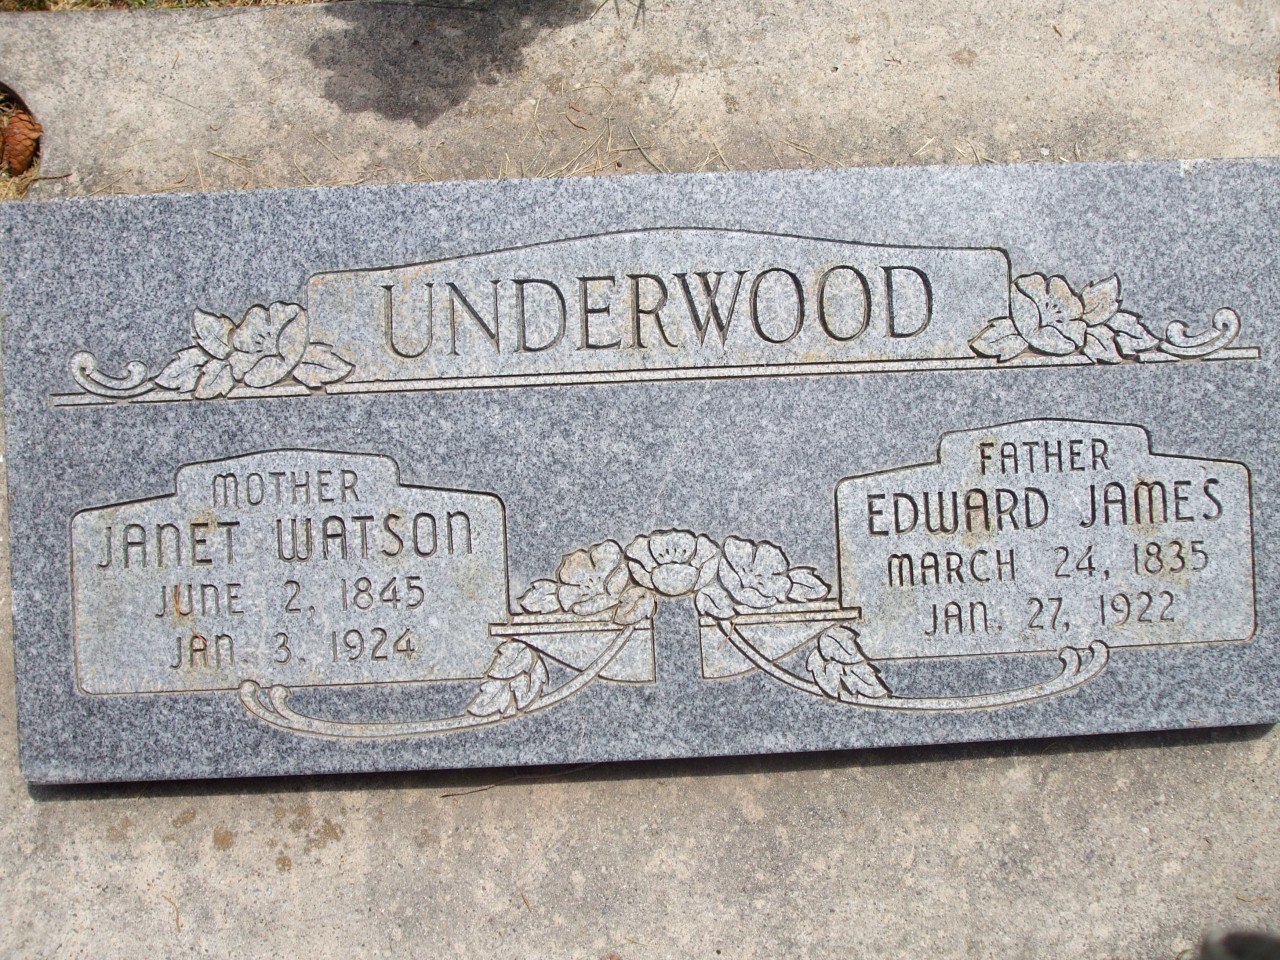 UNDERWOOD
MOTHER
JANET WATSON
JUNE 2, 1845
JAN. 3, 1924
FATHER
EDWARD JAMES
MARCH 24, 1835
JAN. 27, 1922